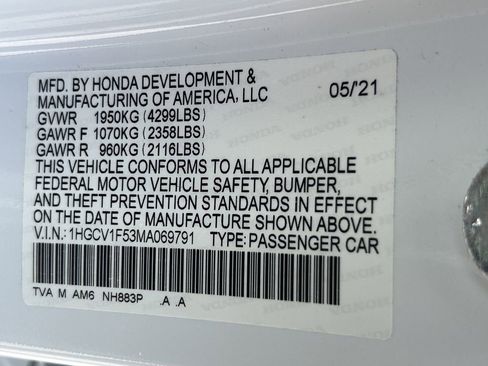 MFD. BY HONDA DEVELOPMENT &
MANUFACTURING OF AMERICA, LLC 05/21
GVWR 1950KG (4299LBS)
GAWR F 1070KG (2358LBS)
GAWR R 960KG (2116LBS)
THIS VEHICLE CONFORMS TO ALL APPLICABLE
FEDERAL MOTOR VEHICLE SAFETY, BUMPER,
AND THEFT PREVENTION STANDARDS IN EFFECT
ON THE DATE OF MANUFACTURE SHOWN ABOVE.
V.I.N.: 1HGCV1F53MA069791 TYPE: PASSENGER CAR
TVA M AM6 NH883P .A .A